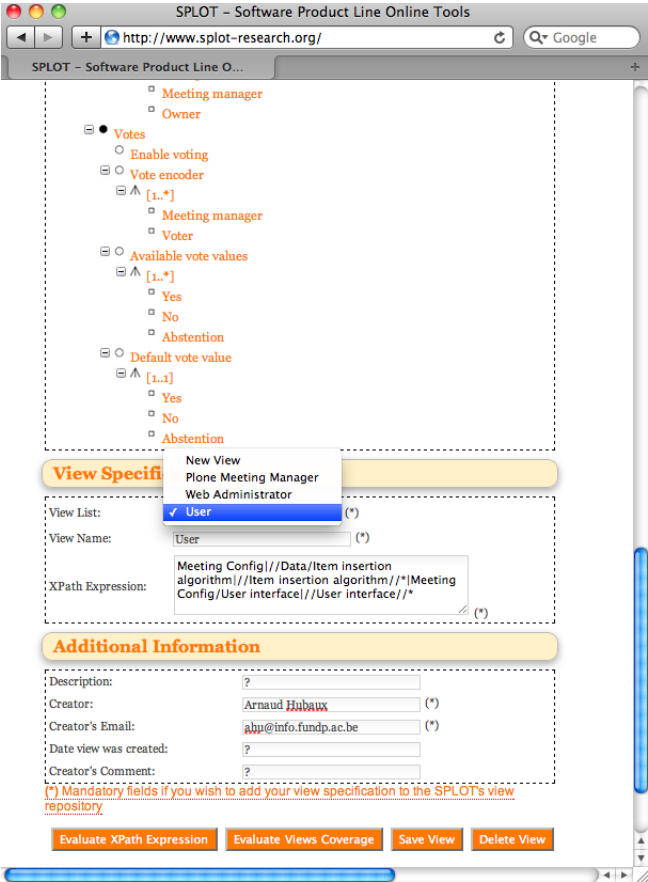 SPLOT – Software Product Line Online Tools
http://www.splot-research.org/
Google
SPLOT – Software Product Line O...
Meeting manager
Owner
Votes
Enable voting
Vote encoder
[1..*]
Meeting manager
Voter
Available vote values
[1..*]
Yes
No
Abstention
Default vote value
[1..1]
Yes
No
Abstention
View Specifi
New View
Plone Meeting Manager
Web Administrator
View List: ✓ User (*)
View Name: User (*)
XPath Expression:
Meeting Config|//Data/Item insertion
algorithm|//Item insertion algorithm//*|Meeting
Config/User interface|//User interface//*
(*)
Additional Information
Description: ?
Creator: Arnaud Hubaux (*)
Creator's Email: ahu@info.fundp.ac.be (*)
Date view was created: ?
Creator's Comment: ?
(*) Mandatory fields if you wish to add your view specification to the SPLOT's view
repository
Evaluate XPath Expression Evaluate Views Coverage Save View Delete View